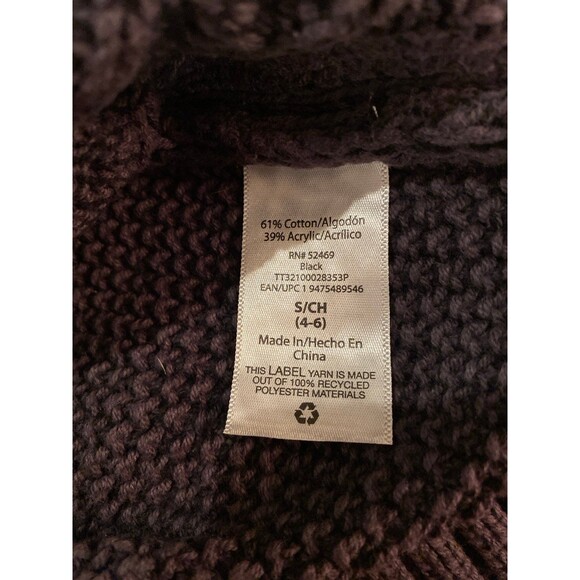 61% Cotton/Algodón
39% Acrylic/Acrílico
RN# 52469
Black
TT32100028353P
EAN/UPC 1 9475489546
S/CH
(4-6)
Made In/Hecho En
China
THIS LABEL YARN IS MADE
OUT OF 100% RECYCLED
POLYESTER MATERIALS